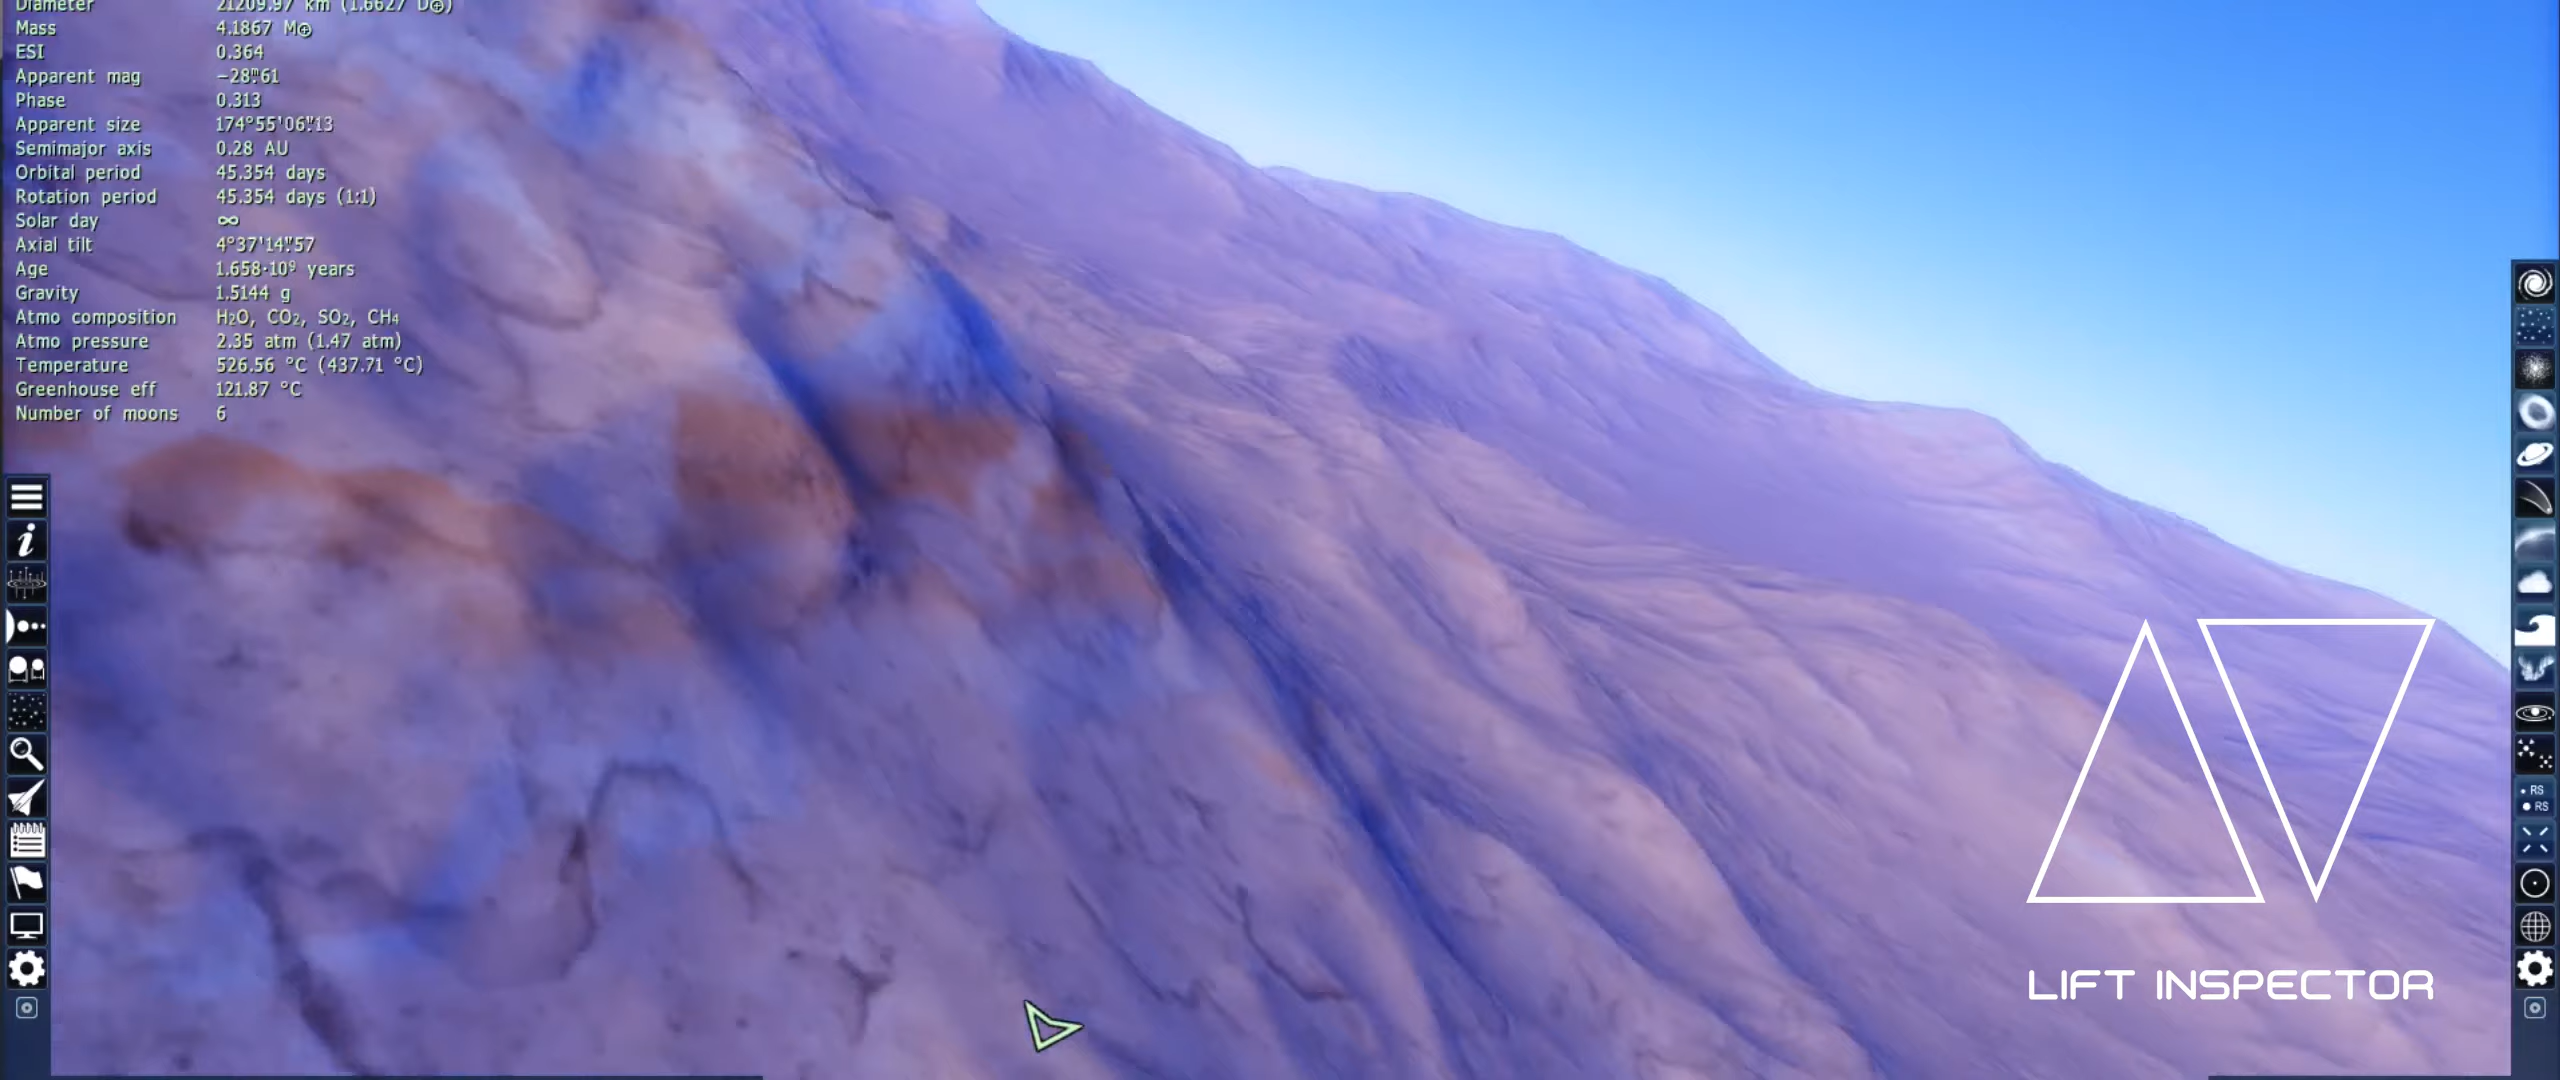 Diameter 21209.97 km (1.6627 D⊕)
Mass 4.1867 M⊕
ESI 0.364
Apparent mag −28ᵐ.61
Phase 0.313
Apparent size 174°55'06".13
Semimajor axis 0.28 AU
Orbital period 45.354 days
Rotation period 45.354 days (1:1)
Solar day ∞
Axial tilt 4°37'14".57
Age 1.658·10⁹ years
Gravity 1.5144 g
Atmo composition H₂O, CO₂, SO₂, CH₄
Atmo pressure 2.35 atm (1.47 atm)
Temperature 526.56 °C (437.71 °C)
Greenhouse eff 121.87 °C
Number of moons 6
RS
RS
LIFT INSPECTOR